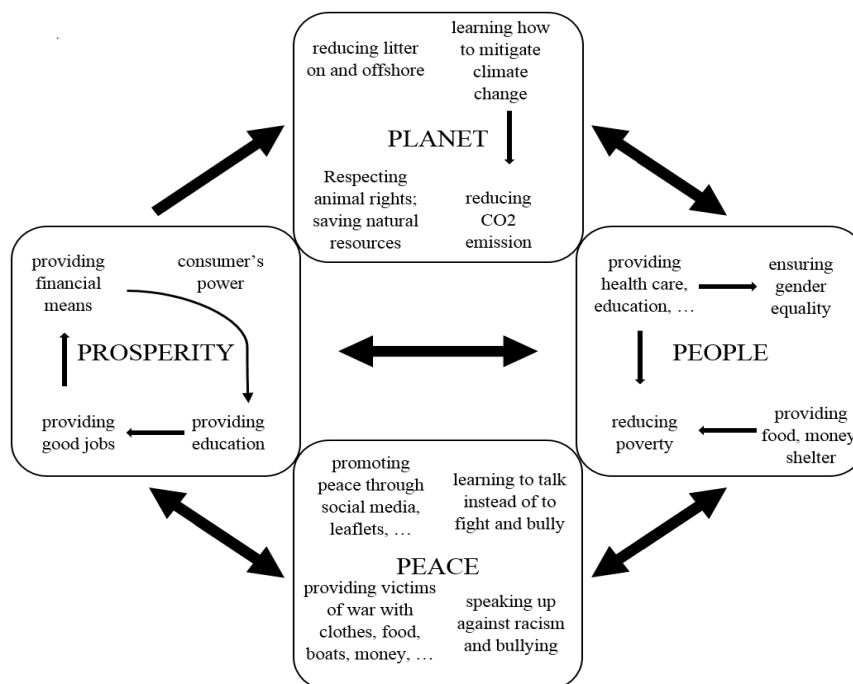 reducing litter
on and offshore
learning how
to mitigate
climate
change
PLANET
Respecting
animal rights;
saving natural
resources
reducing
CO2
emission
providing
financial
means
consumer’s
power
PROSPERITY
providing
good jobs
providing
education
providing
health care,
education, …
ensuring
gender
equality
PEOPLE
reducing
poverty
providing
food, money,
shelter
promoting
peace through
social media,
leaflets, …
learning to talk
instead of to
fight and bully
PEACE
providing victims
of war with
clothes, food,
boats, money, …
speaking up
against racism
and bullying